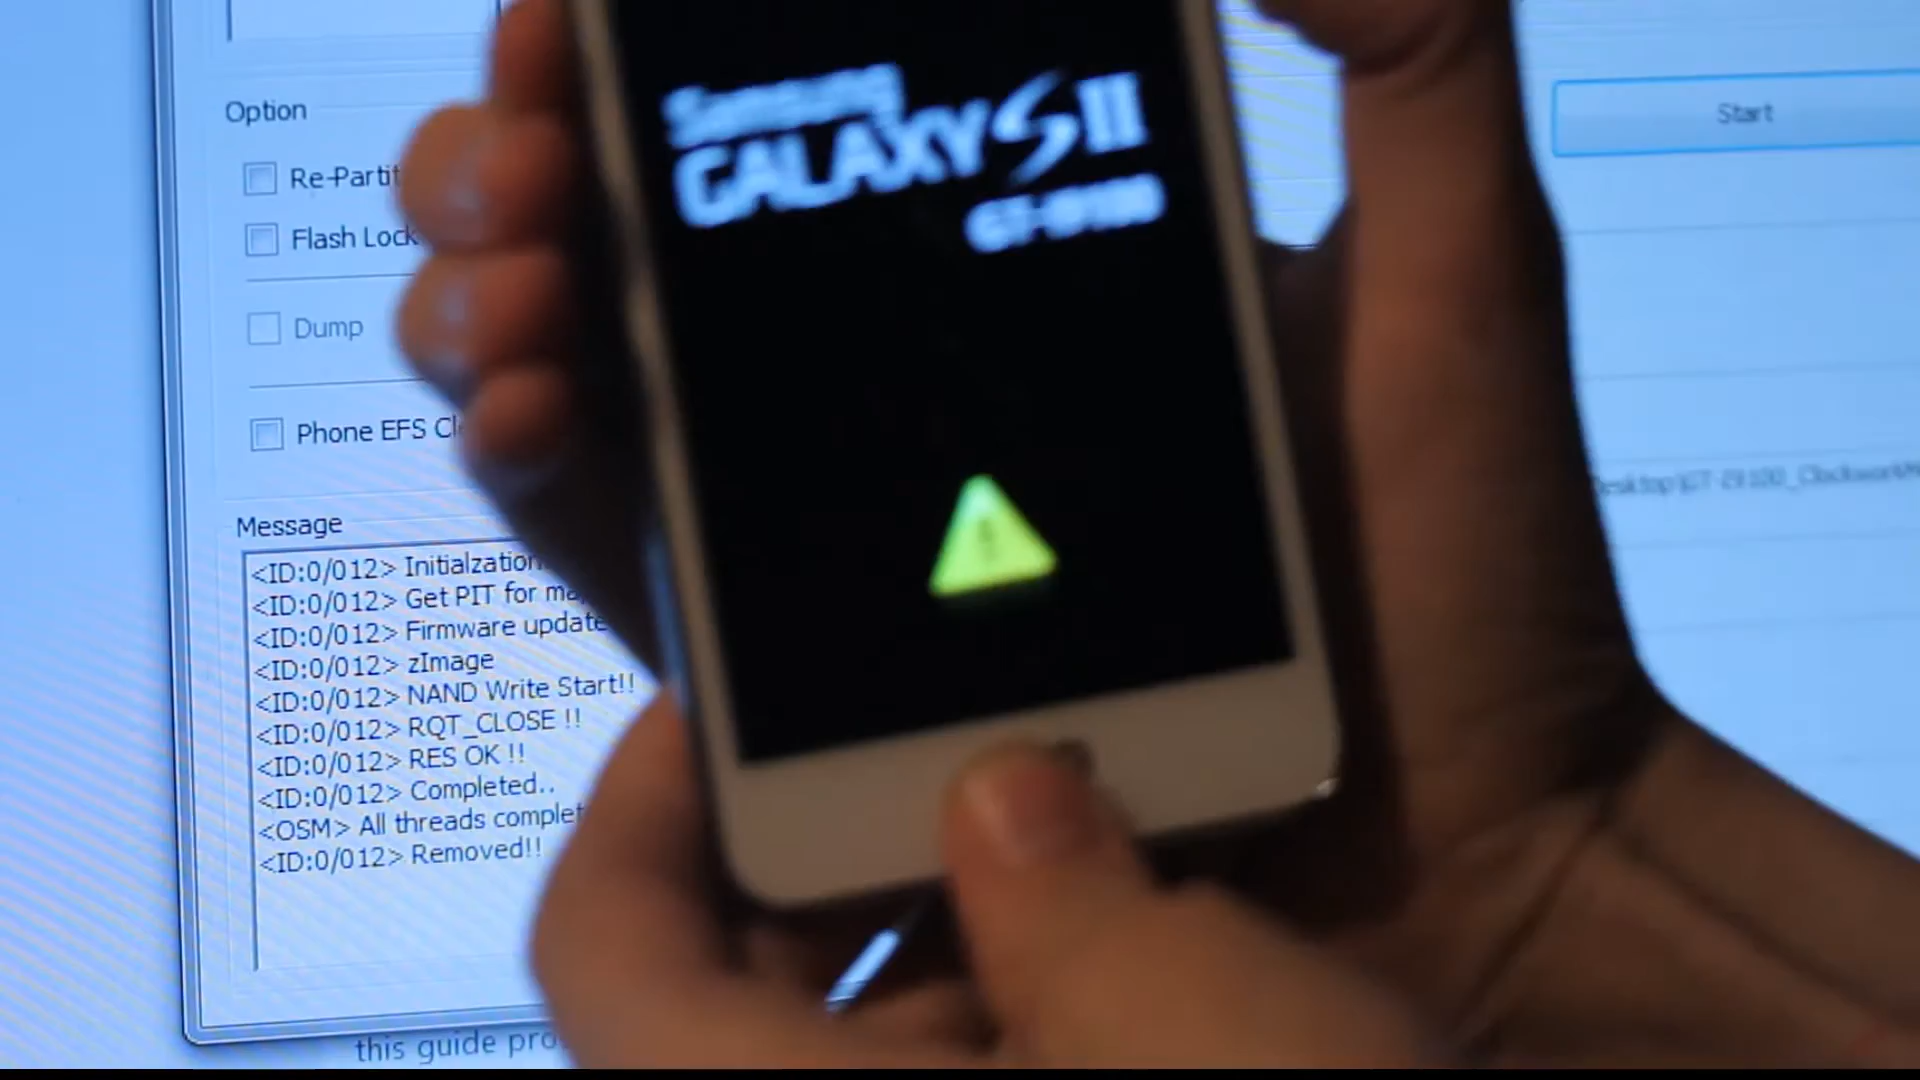 Option
Re-Partit
Flash Lock
Dump
Phone EFS Cl
Message
<ID:0/012> Initialzation
<ID:0/012> Get PIT for ma
<ID:0/012> Firmware update
<ID:0/012> zImage
<ID:0/012> NAND Write Start!!
<ID:0/012> RQT_CLOSE !!
<ID:0/012> RES OK !!
<ID:0/012> Completed..
<OSM> All threads complet
<ID:0/012> Removed!!
this guide pro
Samsung
GALAXY S II
GT-I9100
Start